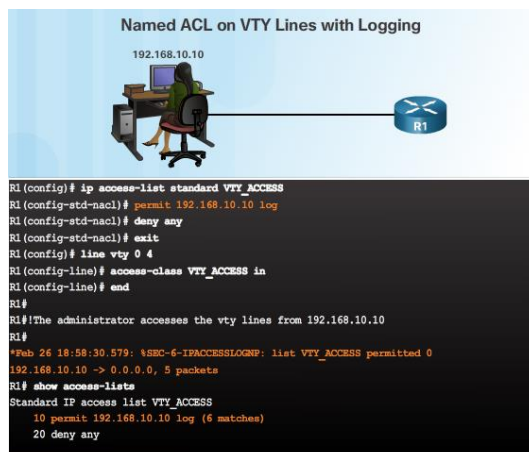 Named ACL on VTY Lines with Logging
192.168.10.10
R1
R1(config)# ip access-list standard VTY_ACCESS
R1(config-std-nacl)# permit 192.168.10.10 log
R1(config-std-nacl)# deny any
R1(config-std-nacl)# exit
R1(config)# line vty 0 4
R1(config-line)# access-class VTY_ACCESS in
R1(config-line)# end
R1#
R1#!The administrator accesses the vty lines from 192.168.10.10
R1#
*Feb 26 18:58:30.579: %SEC-6-IPACCESSLOGNP: list VTY_ACCESS permitted 0
192.168.10.10 -> 0.0.0.0, 5 packets
R1# show access-lists
Standard IP access list VTY_ACCESS
10 permit 192.168.10.10 log (6 matches)
20 deny any